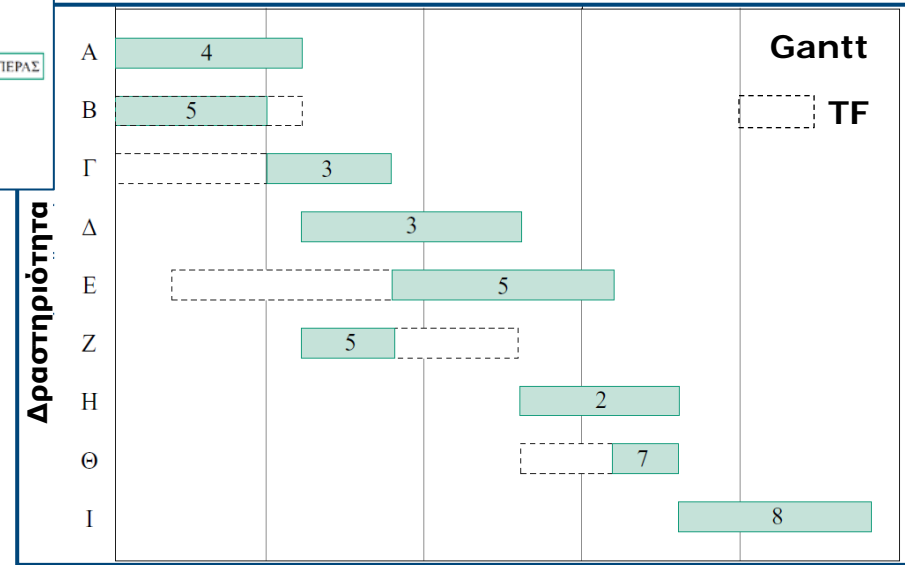 ΠΕΡΑΣ
Gantt
TF
Δραστηριότητα
Α 4
Β 5
Γ 3
Δ 3
Ε 5
Ζ 5
Η 2
Θ 7
Ι 8